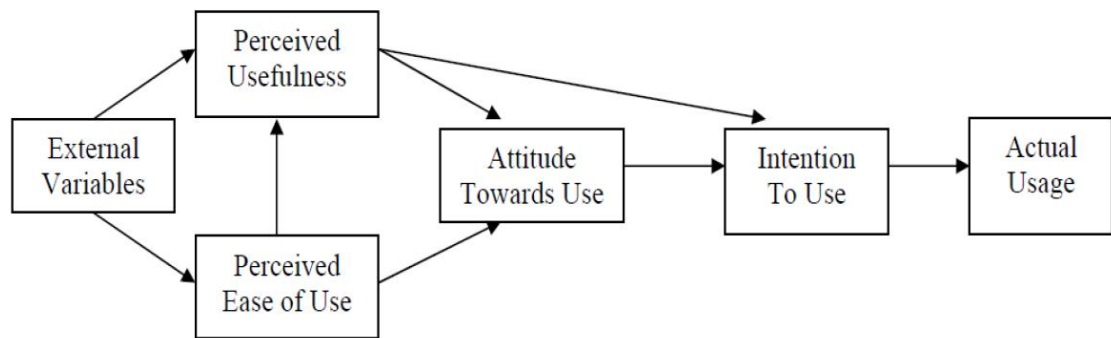 Perceived
Usefulness
External
Variables
Attitude
Towards Use
Intention
To Use
Actual
Usage
Perceived
Ease of Use